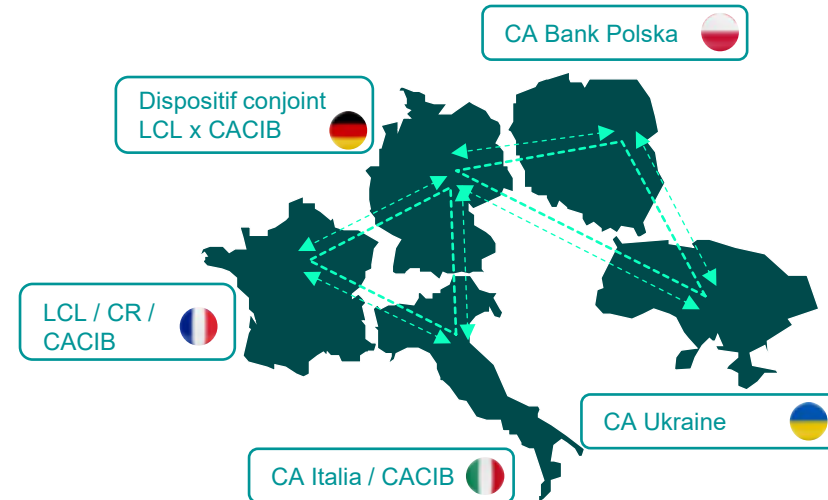 CA Bank Polska
Dispositif conjoint
LCL x CACIB
LCL / CR /
CACIB
CA Ukraine
CA Italia / CACIB